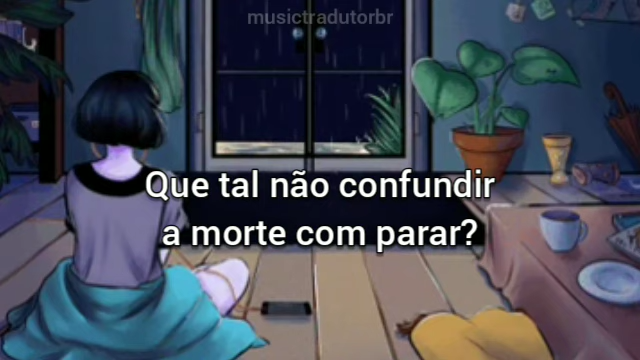 musictradutorbr
Que tal não confundir
a morte com parar?